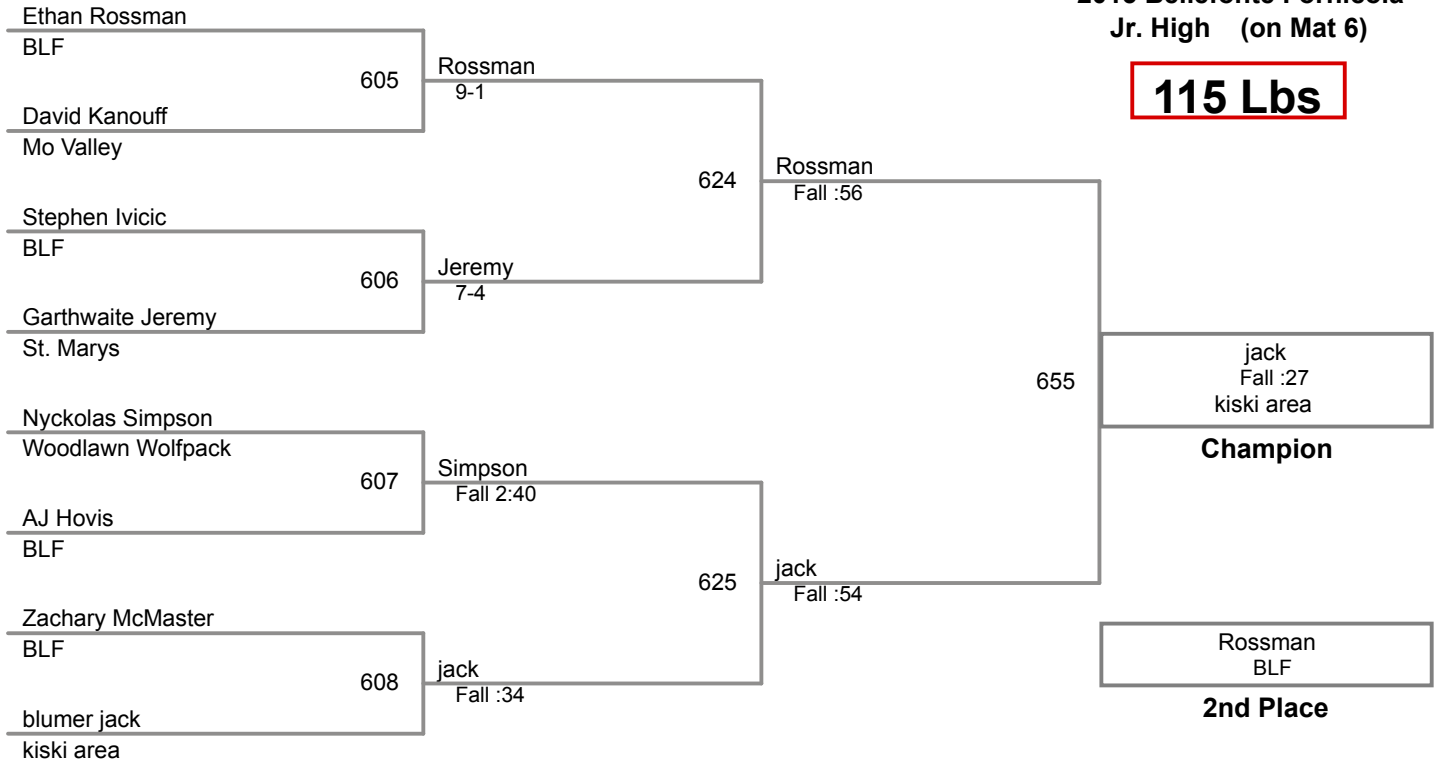 Jr. High (on Mat 6)
115 Lbs
Ethan Rossman
BLF
605
Rossman
9-1
David Kanouff
Mo Valley
624
Rossman
Fall :56
Stephen Ivicic
BLF
606
Jeremy
7-4
Garthwaite Jeremy
St. Marys
655
jack
Fall :27
kiski area
Champion
Nyckolas Simpson
Woodlawn Wolfpack
607
Simpson
Fall 2:40
AJ Hovis
BLF
625
jack
Fall :54
Zachary McMaster
BLF
608
jack
Fall :34
blumer jack
kiski area
Rossman
BLF
2nd Place